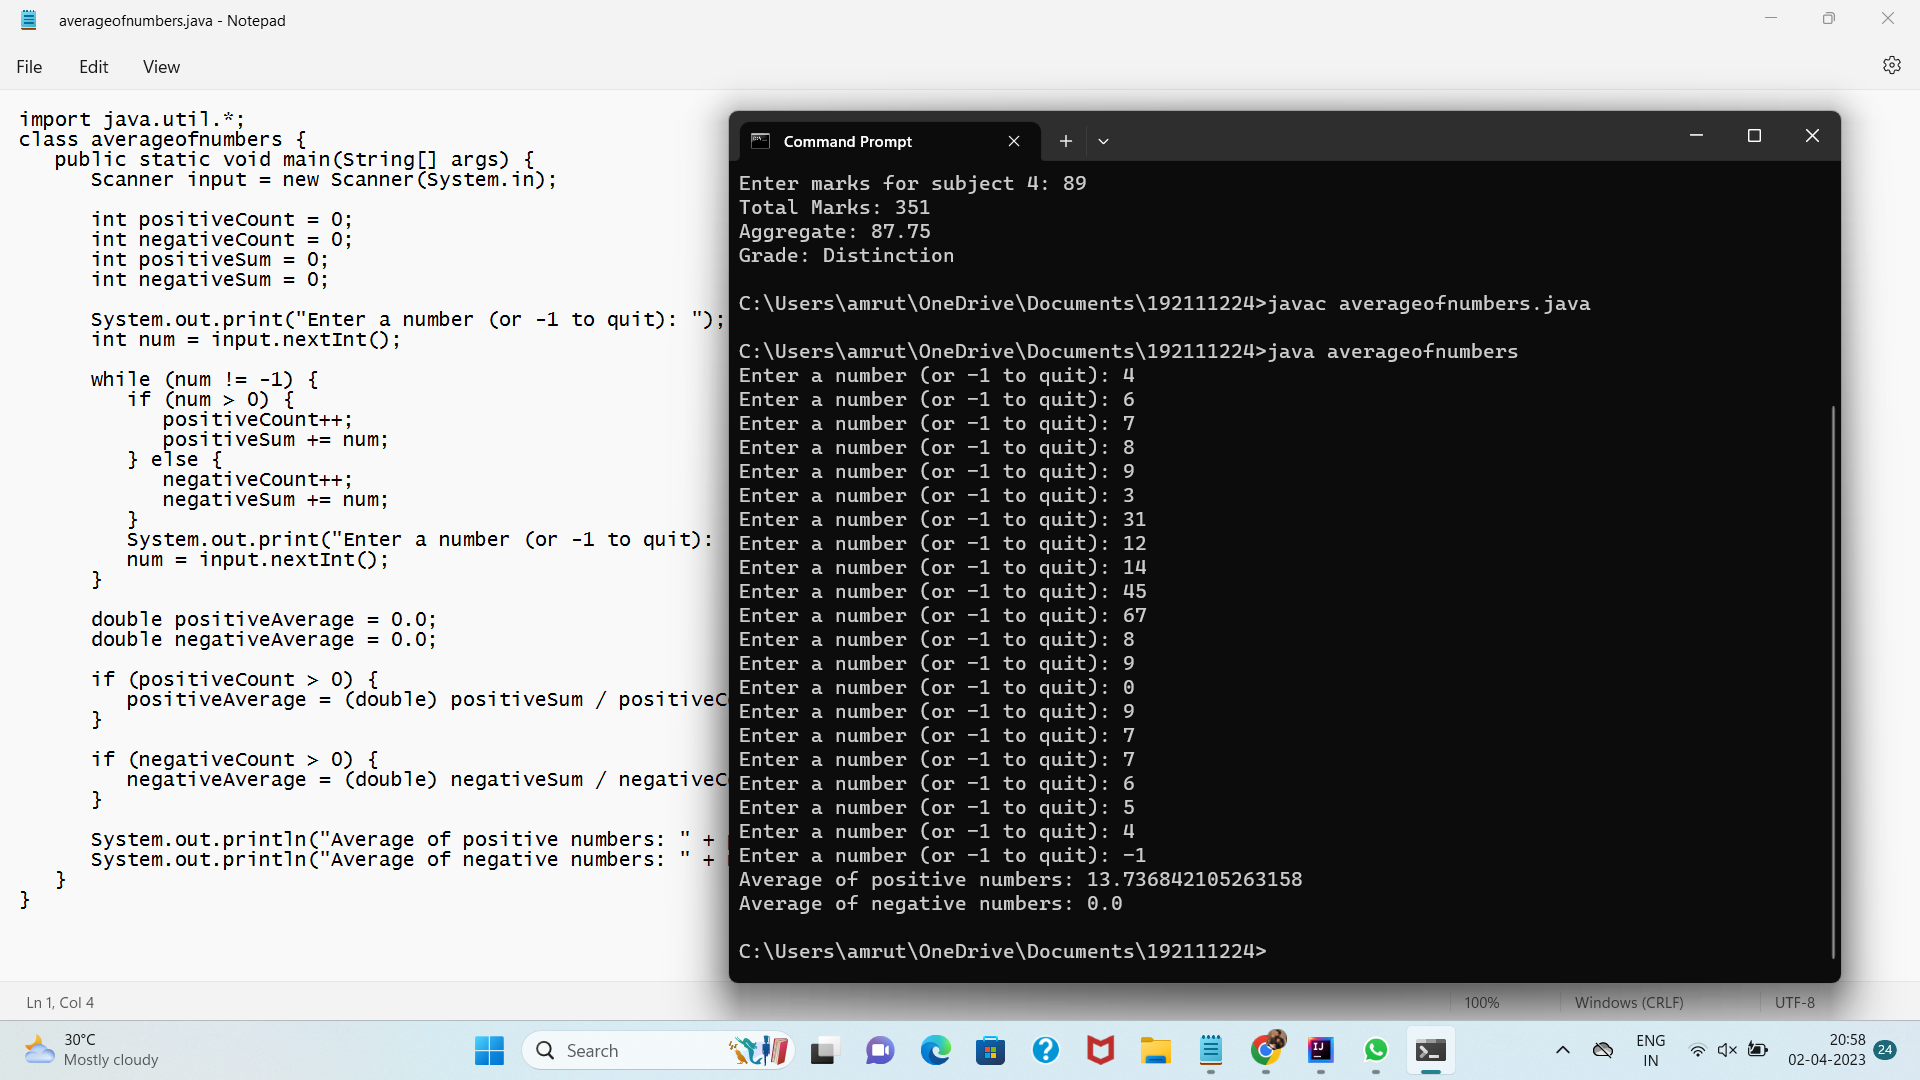 averageofnumbers.java - Notepad
File Edit View
import java.util.*;
class averageofnumbers {
public static void main(String[] args) {
Scanner input = new Scanner(System.in);
int positiveCount = 0;
int negativeCount = 0;
int positiveSum = 0;
int negativeSum = 0;
System.out.print("Enter a number (or -1 to quit): ");
int num = input.nextInt();
while (num != -1) {
if (num > 0) {
positiveCount++;
positiveSum += num;
} else {
negativeCount++;
negativeSum += num;
}
System.out.print("Enter a number (or -1 to quit):
num = input.nextInt();
}
double positiveAverage = 0.0;
double negativeAverage = 0.0;
if (positiveCount > 0) {
positiveAverage = (double) positiveSum / positiveC
}
if (negativeCount > 0) {
negativeAverage = (double) negativeSum / negativeC
}
System.out.println("Average of positive numbers: " +
System.out.println("Average of negative numbers: " +
}
}
Command Prompt
Enter marks for subject 4: 89
Total Marks: 351
Aggregate: 87.75
Grade: Distinction
C:\Users\amrut\OneDrive\Documents\192111224>javac averageofnumbers.java
C:\Users\amrut\OneDrive\Documents\192111224>java averageofnumbers
Enter a number (or -1 to quit): 4
Enter a number (or -1 to quit): 6
Enter a number (or -1 to quit): 7
Enter a number (or -1 to quit): 8
Enter a number (or -1 to quit): 9
Enter a number (or -1 to quit): 3
Enter a number (or -1 to quit): 31
Enter a number (or -1 to quit): 12
Enter a number (or -1 to quit): 14
Enter a number (or -1 to quit): 45
Enter a number (or -1 to quit): 67
Enter a number (or -1 to quit): 8
Enter a number (or -1 to quit): 9
Enter a number (or -1 to quit): 0
Enter a number (or -1 to quit): 9
Enter a number (or -1 to quit): 7
Enter a number (or -1 to quit): 7
Enter a number (or -1 to quit): 6
Enter a number (or -1 to quit): 5
Enter a number (or -1 to quit): 4
Enter a number (or -1 to quit): -1
Average of positive numbers: 13.736842105263158
Average of negative numbers: 0.0
C:\Users\amrut\OneDrive\Documents\192111224>
Ln 1, Col 4 100% Windows (CRLF) UTF-8
30°C
Mostly cloudy
Search
ENG
IN
20:58
02-04-2023
24